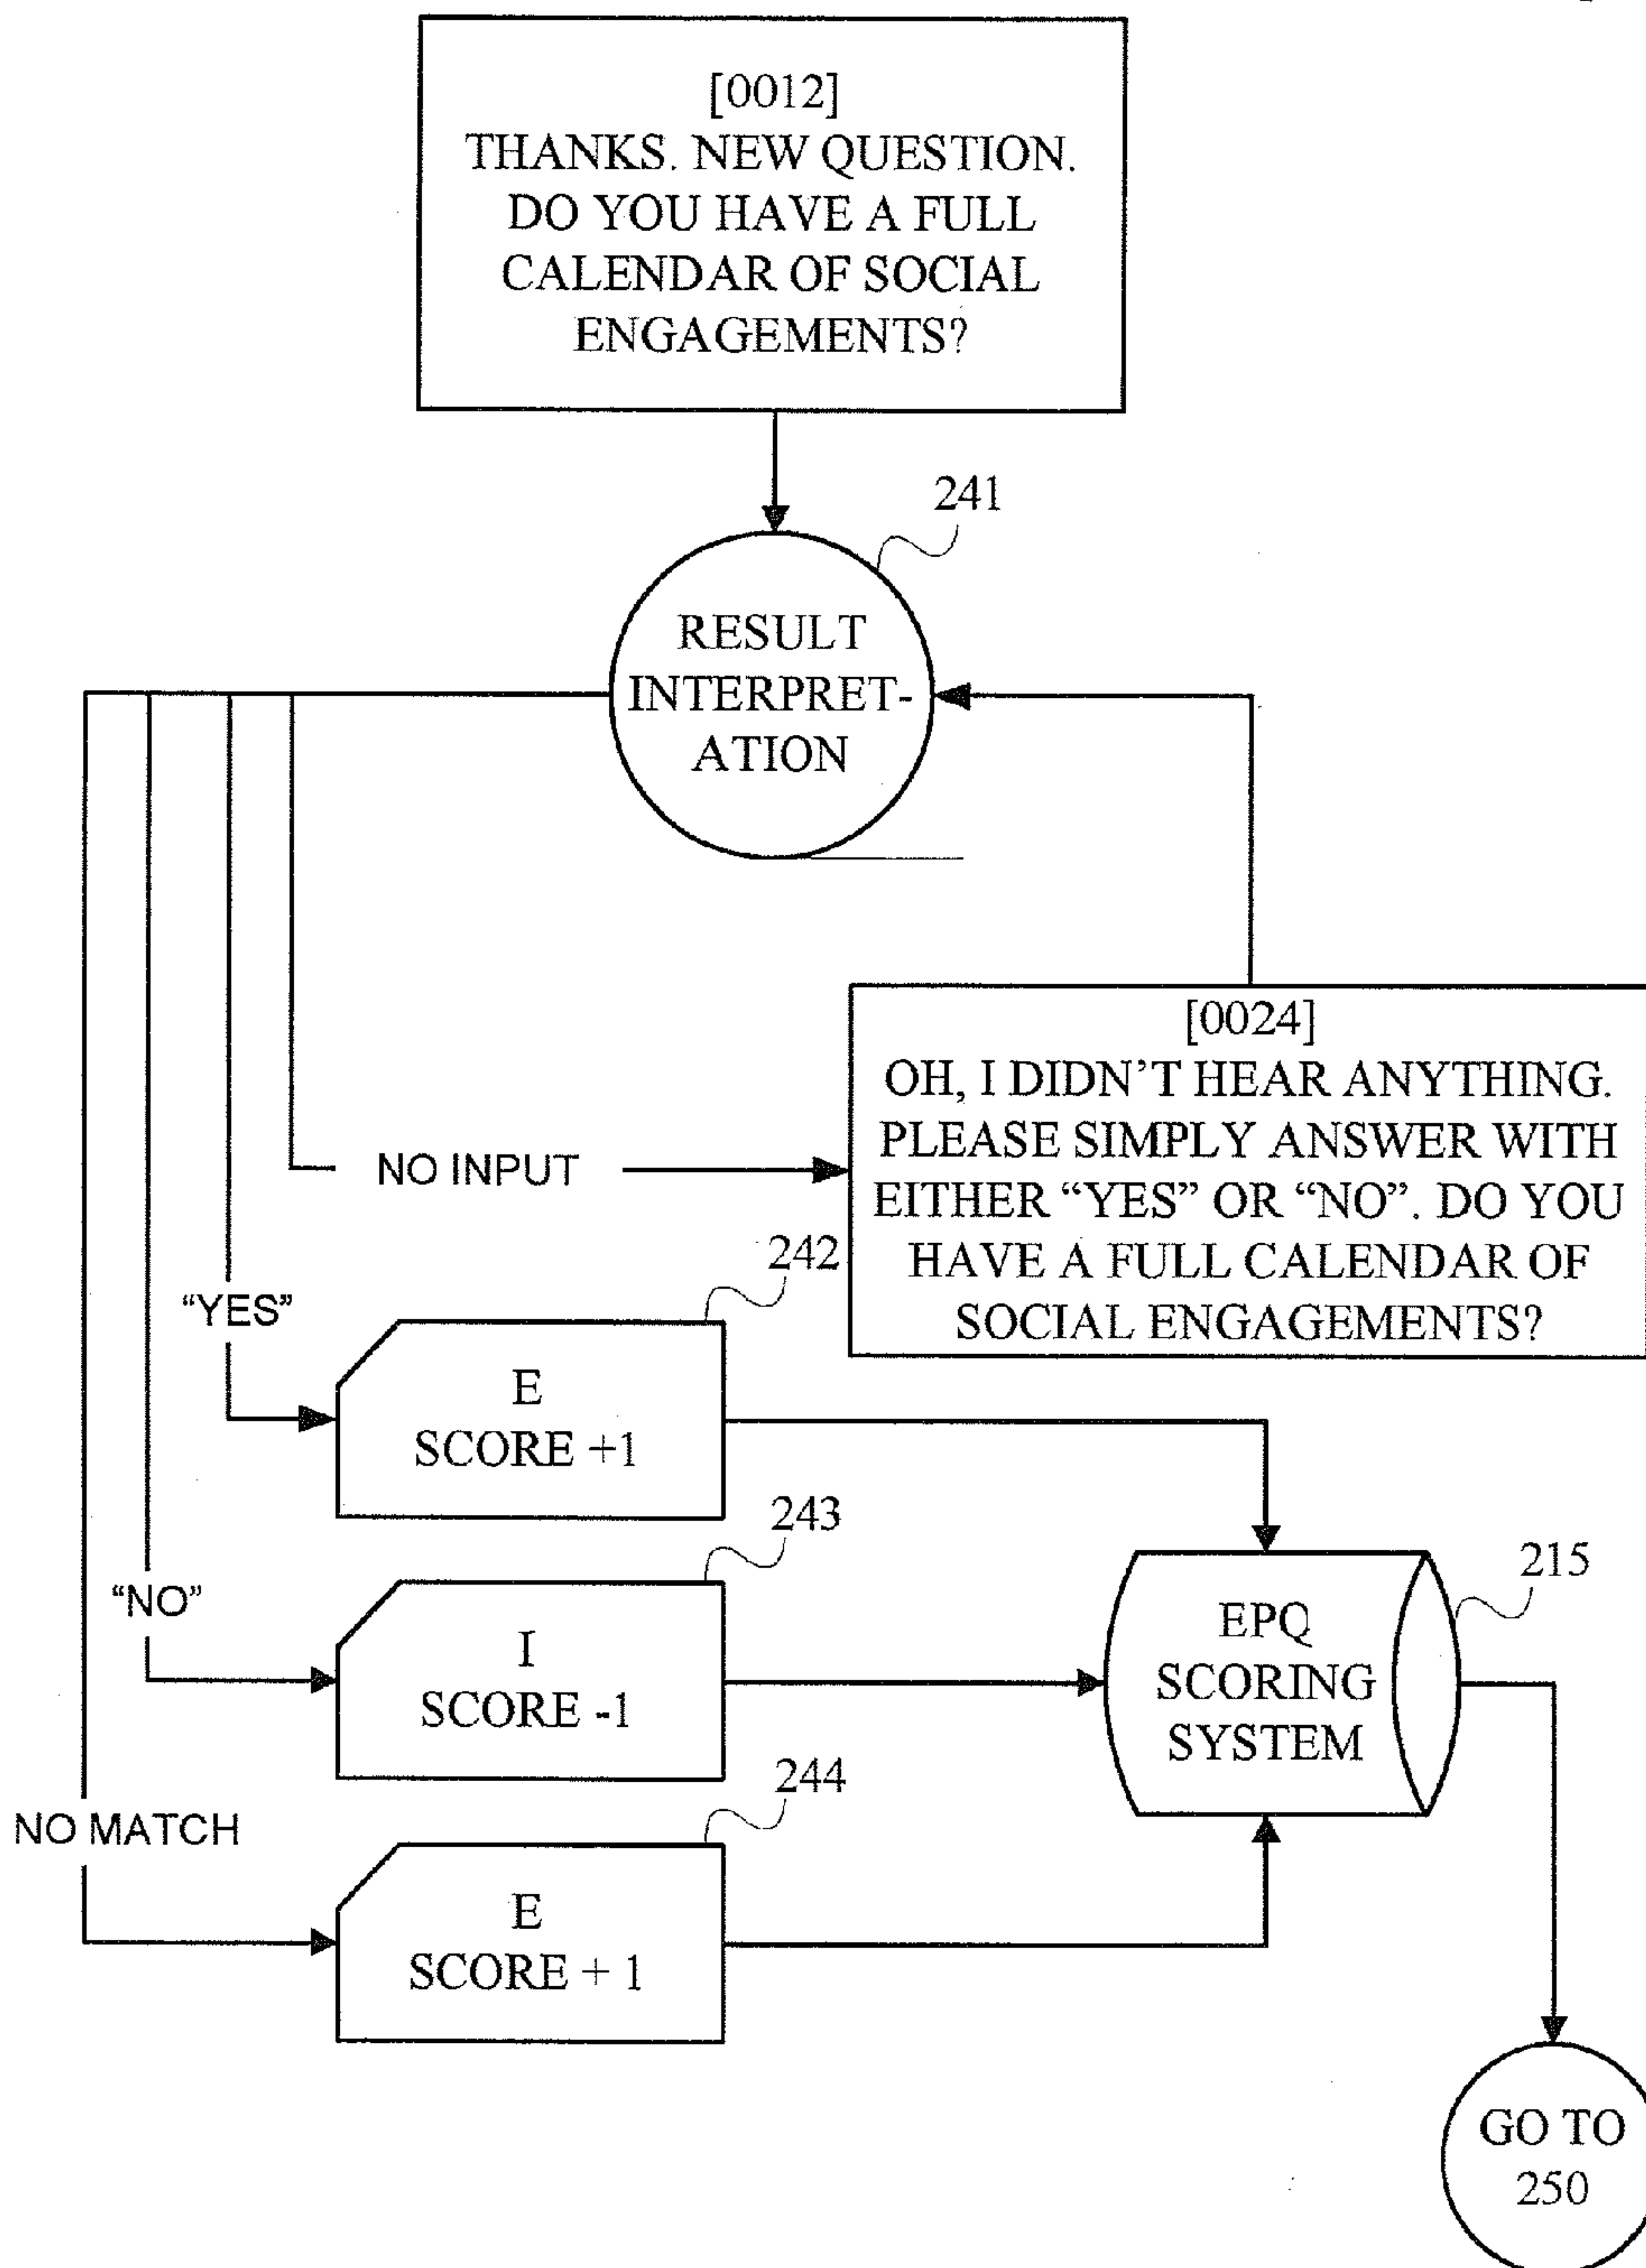 [0012]
THANKS. NEW QUESTION.
DO YOU HAVE A FULL
CALENDAR OF SOCIAL
ENGAGEMENTS?
241
RESULT
INTERPRET-
ATION
[0024]
OH, I DIDN'T HEAR ANYTHING.
PLEASE SIMPLY ANSWER WITH
EITHER “YES” OR “NO”. DO YOU
HAVE A FULL CALENDAR OF
SOCIAL ENGAGEMENTS?
NO INPUT
242
“YES”
E
SCORE +1
243
“NO”
I
SCORE -1
215
EPQ
SCORING
SYSTEM
244
NO MATCH
E
SCORE + 1
GO TO
250